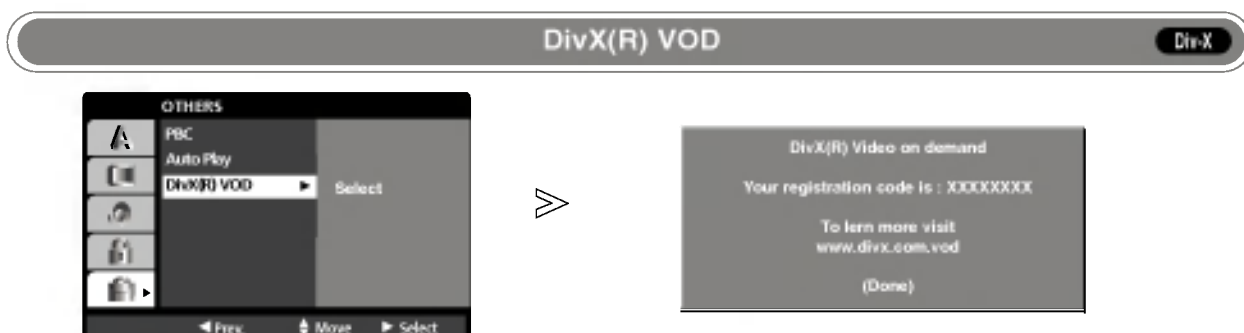 DivX(R) VOD
Div-X
OTHERS
PBC
Auto Play
DivX(R) VOD
Select
Prev.
Move
Select
DivX(R) Video on demand
Your registration code is : XXXXXXXX
To lern more visit
www.divx.com.vod
(Done)